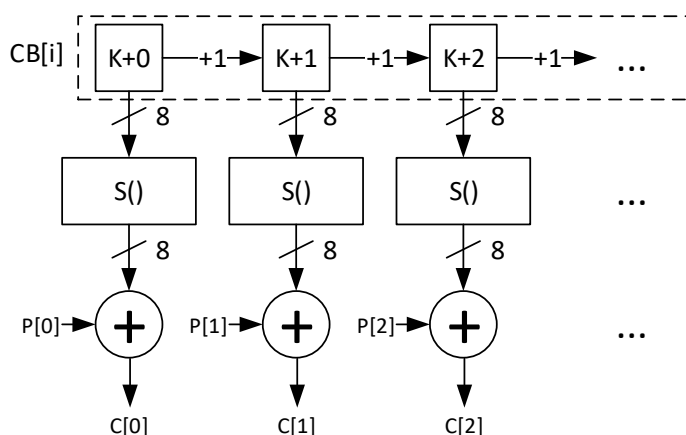 CB[i] K+0 +1 K+1 +1 K+2 +1 ...
8 8 8
S() S() S() ...
8 8 8
P[0] + P[1] + P[2] + ...
C[0] C[1] C[2]